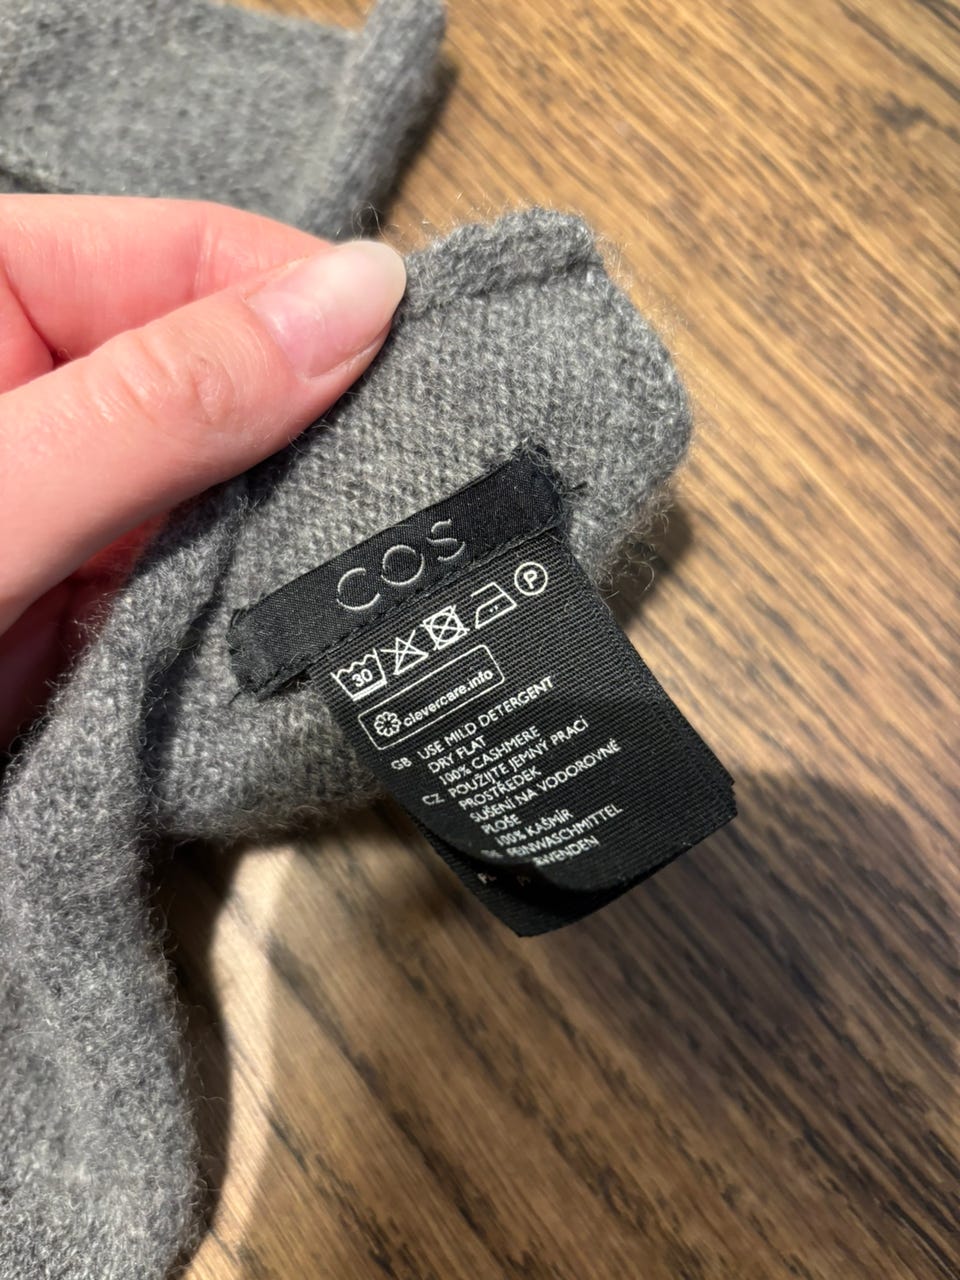 COS
30
P
clevercare.info
GB USE MILD DETERGENT
DRY FLAT
100% CASHMERE
CZ POUŽIJTE JEMNÝ PRACÍ
PROSTŘEDEK
SUŠENÍ NA VODOROVNÉ
PLOŠE
100% KAŠMÍR
FEINWASCHMITTEL